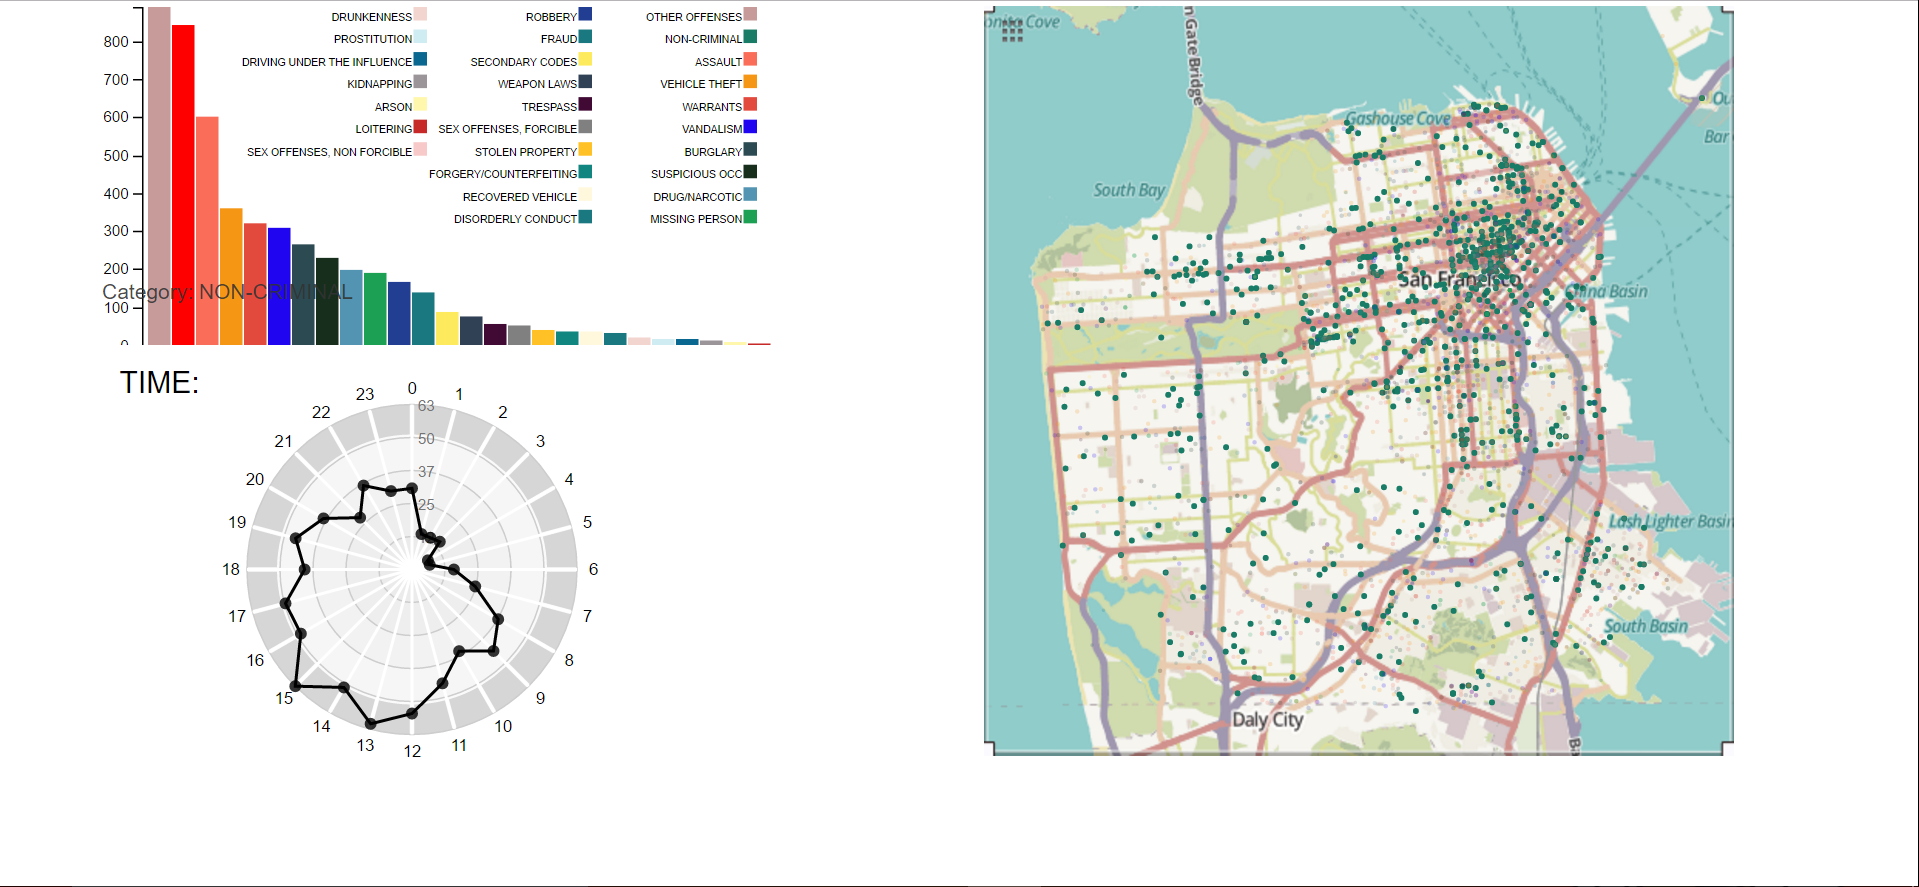 DRUNKENNESS
PROSTITUTION
DRIVING UNDER THE INFLUENCE
KIDNAPPING
ARSON
LOITERING
SEX OFFENSES, NON FORCIBLE
ROBBERY
FRAUD
SECONDARY CODES
WEAPON LAWS
TRESPASS
SEX OFFENSES, FORCIBLE
STOLEN PROPERTY
FORGERY/COUNTERFEITING
RECOVERED VEHICLE
DISORDERLY CONDUCT
OTHER OFFENSES
NON-CRIMINAL
ASSAULT
VEHICLE THEFT
WARRANTS
VANDALISM
BURGLARY
SUSPICIOUS OCC
DRUG/NARCOTIC
MISSING PERSON
800
700
600
500
400
300
200
100
0
Category: NON-CRIMINAL
TIME:
0
1
2
3
4
5
6
7
8
9
10
11
12
13
14
15
16
17
18
19
20
21
22
23
63
50
37
25
Cove
Gate Bridge
Gashouse Cove
South Bay
San Francisco
China Basin
Lash Lighter Basin
South Basin
Daly City
Ou
Bar
Ba